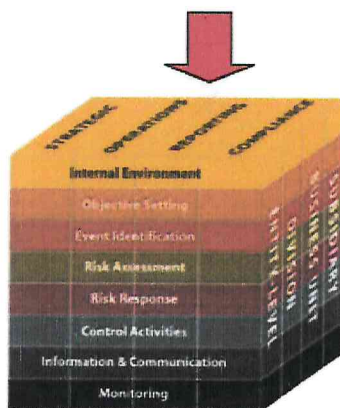 STRATEGIC
OPERATIONS
REPORTING
COMPLIANCE
Internal Environment
Objective Setting
Event Identification
Risk Assessment
Risk Response
Control Activities
Information & Communication
Monitoring
ENTITY-LEVEL
DIVISION
BUSINESS UNIT
SUBSIDIARY